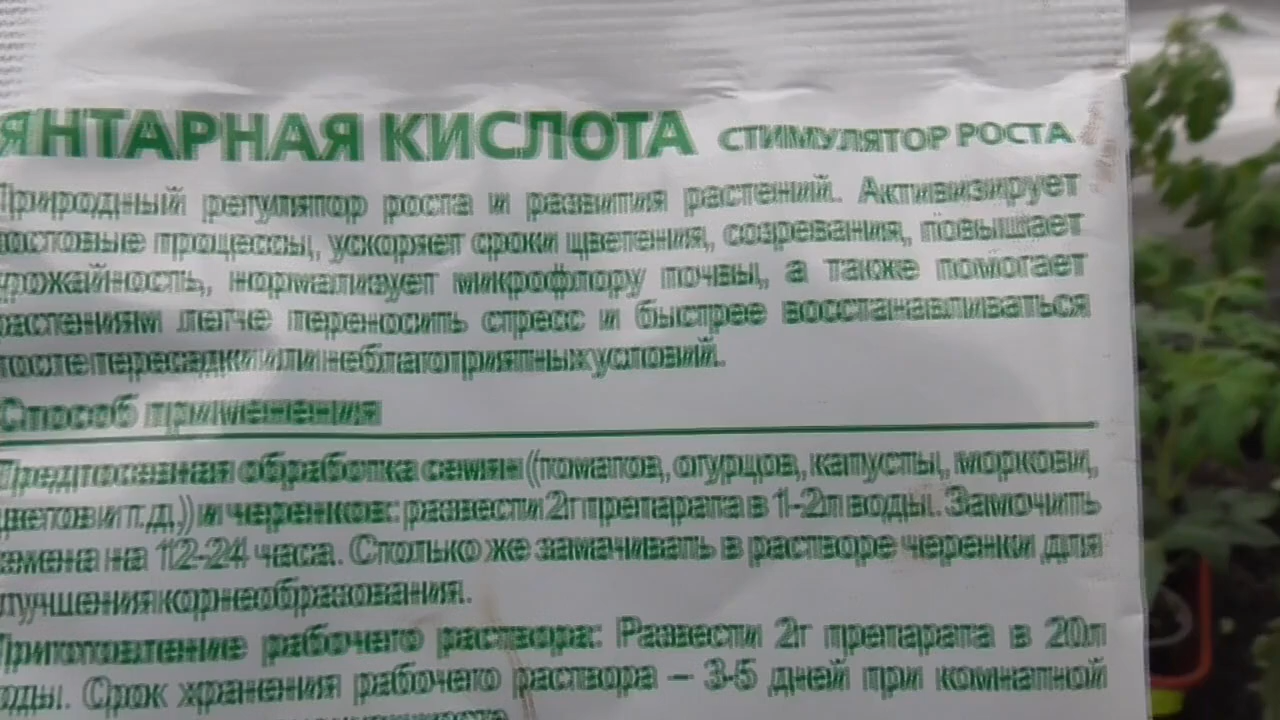 ЯНТАРНАЯ КИСЛОТА СТИМУЛЯТОР РОСТА
Природный регулятор роста и развития растений. Активизирует
ростовые процессы, ускоряет сроки цветения, созревания, повышает
урожайность, нормализует микрофлору почвы, а также помогает
растениям легче переносить стресс и быстрее восстанавливаться
после пересадки или неблагоприятных условий.
Способ применения
Предпосевная обработка семян (томатов, огурцов, капусты, моркови,
цветов и т.д.) и черенков: развести 2г препарата в 1-2л воды. Замочить
семена на 12-24 часа. Столько же замачивать в растворе черенки для
улучшения корнеобразования.
Приготовление рабочего раствора: Развести 2г препарата в 20л
воды. Срок хранения рабочего раствора – 3-5 дней при комнатной